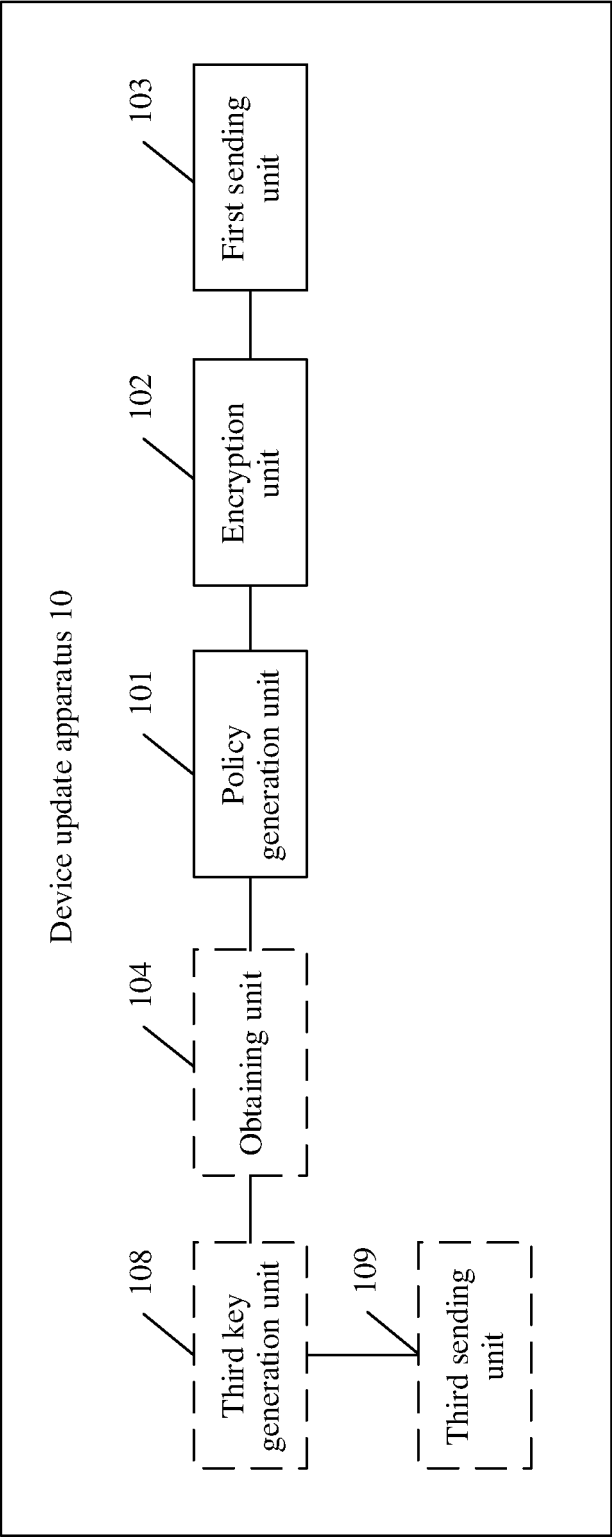 Device update apparatus 10
108
104
101
102
103
Third key
generation unit
Obtaining unit
Policy
generation unit
Encryption
unit
First sending
unit
109
Third sending
unit